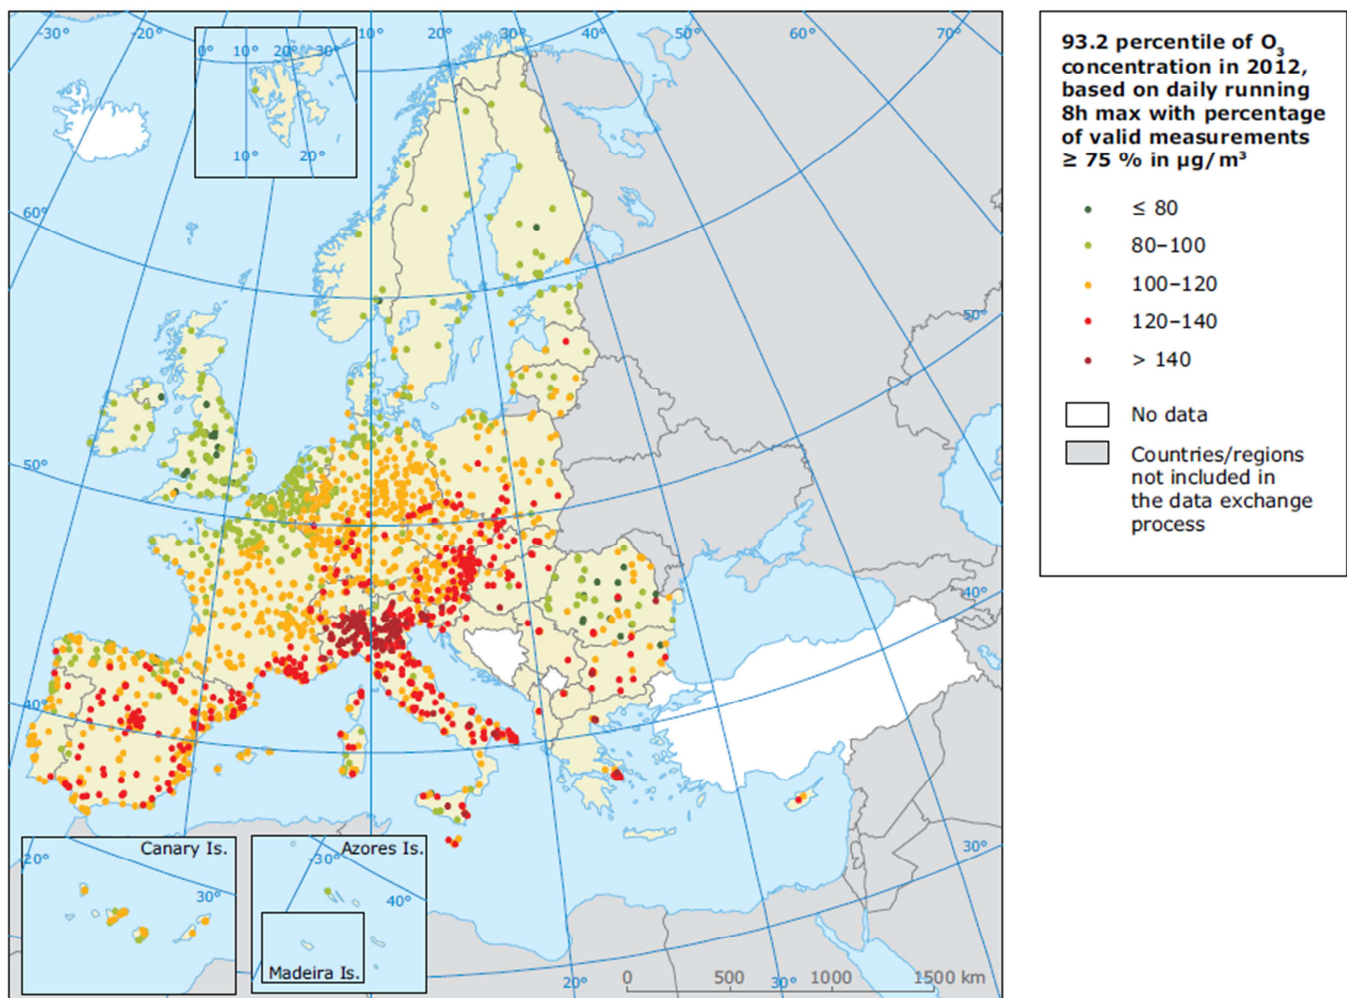 -30° -20° 10° 20° 30° 40° 50° 60° 70°
0° 10° 20° 30°
10° 20°
60°
50°
50°
40°
40°
30°
Canary Is.
-20°
30°
Azores Is.
-30°
40°
Madeira Is.
20° 30°
0 500 1000 1500 km
93.2 percentile of O₃
concentration in 2012,
based on daily running
8h max with percentage
of valid measurements
≥ 75 % in µg/m³
≤ 80
80–100
100–120
120–140
> 140
No data
Countries/regions
not included in
the data exchange
process